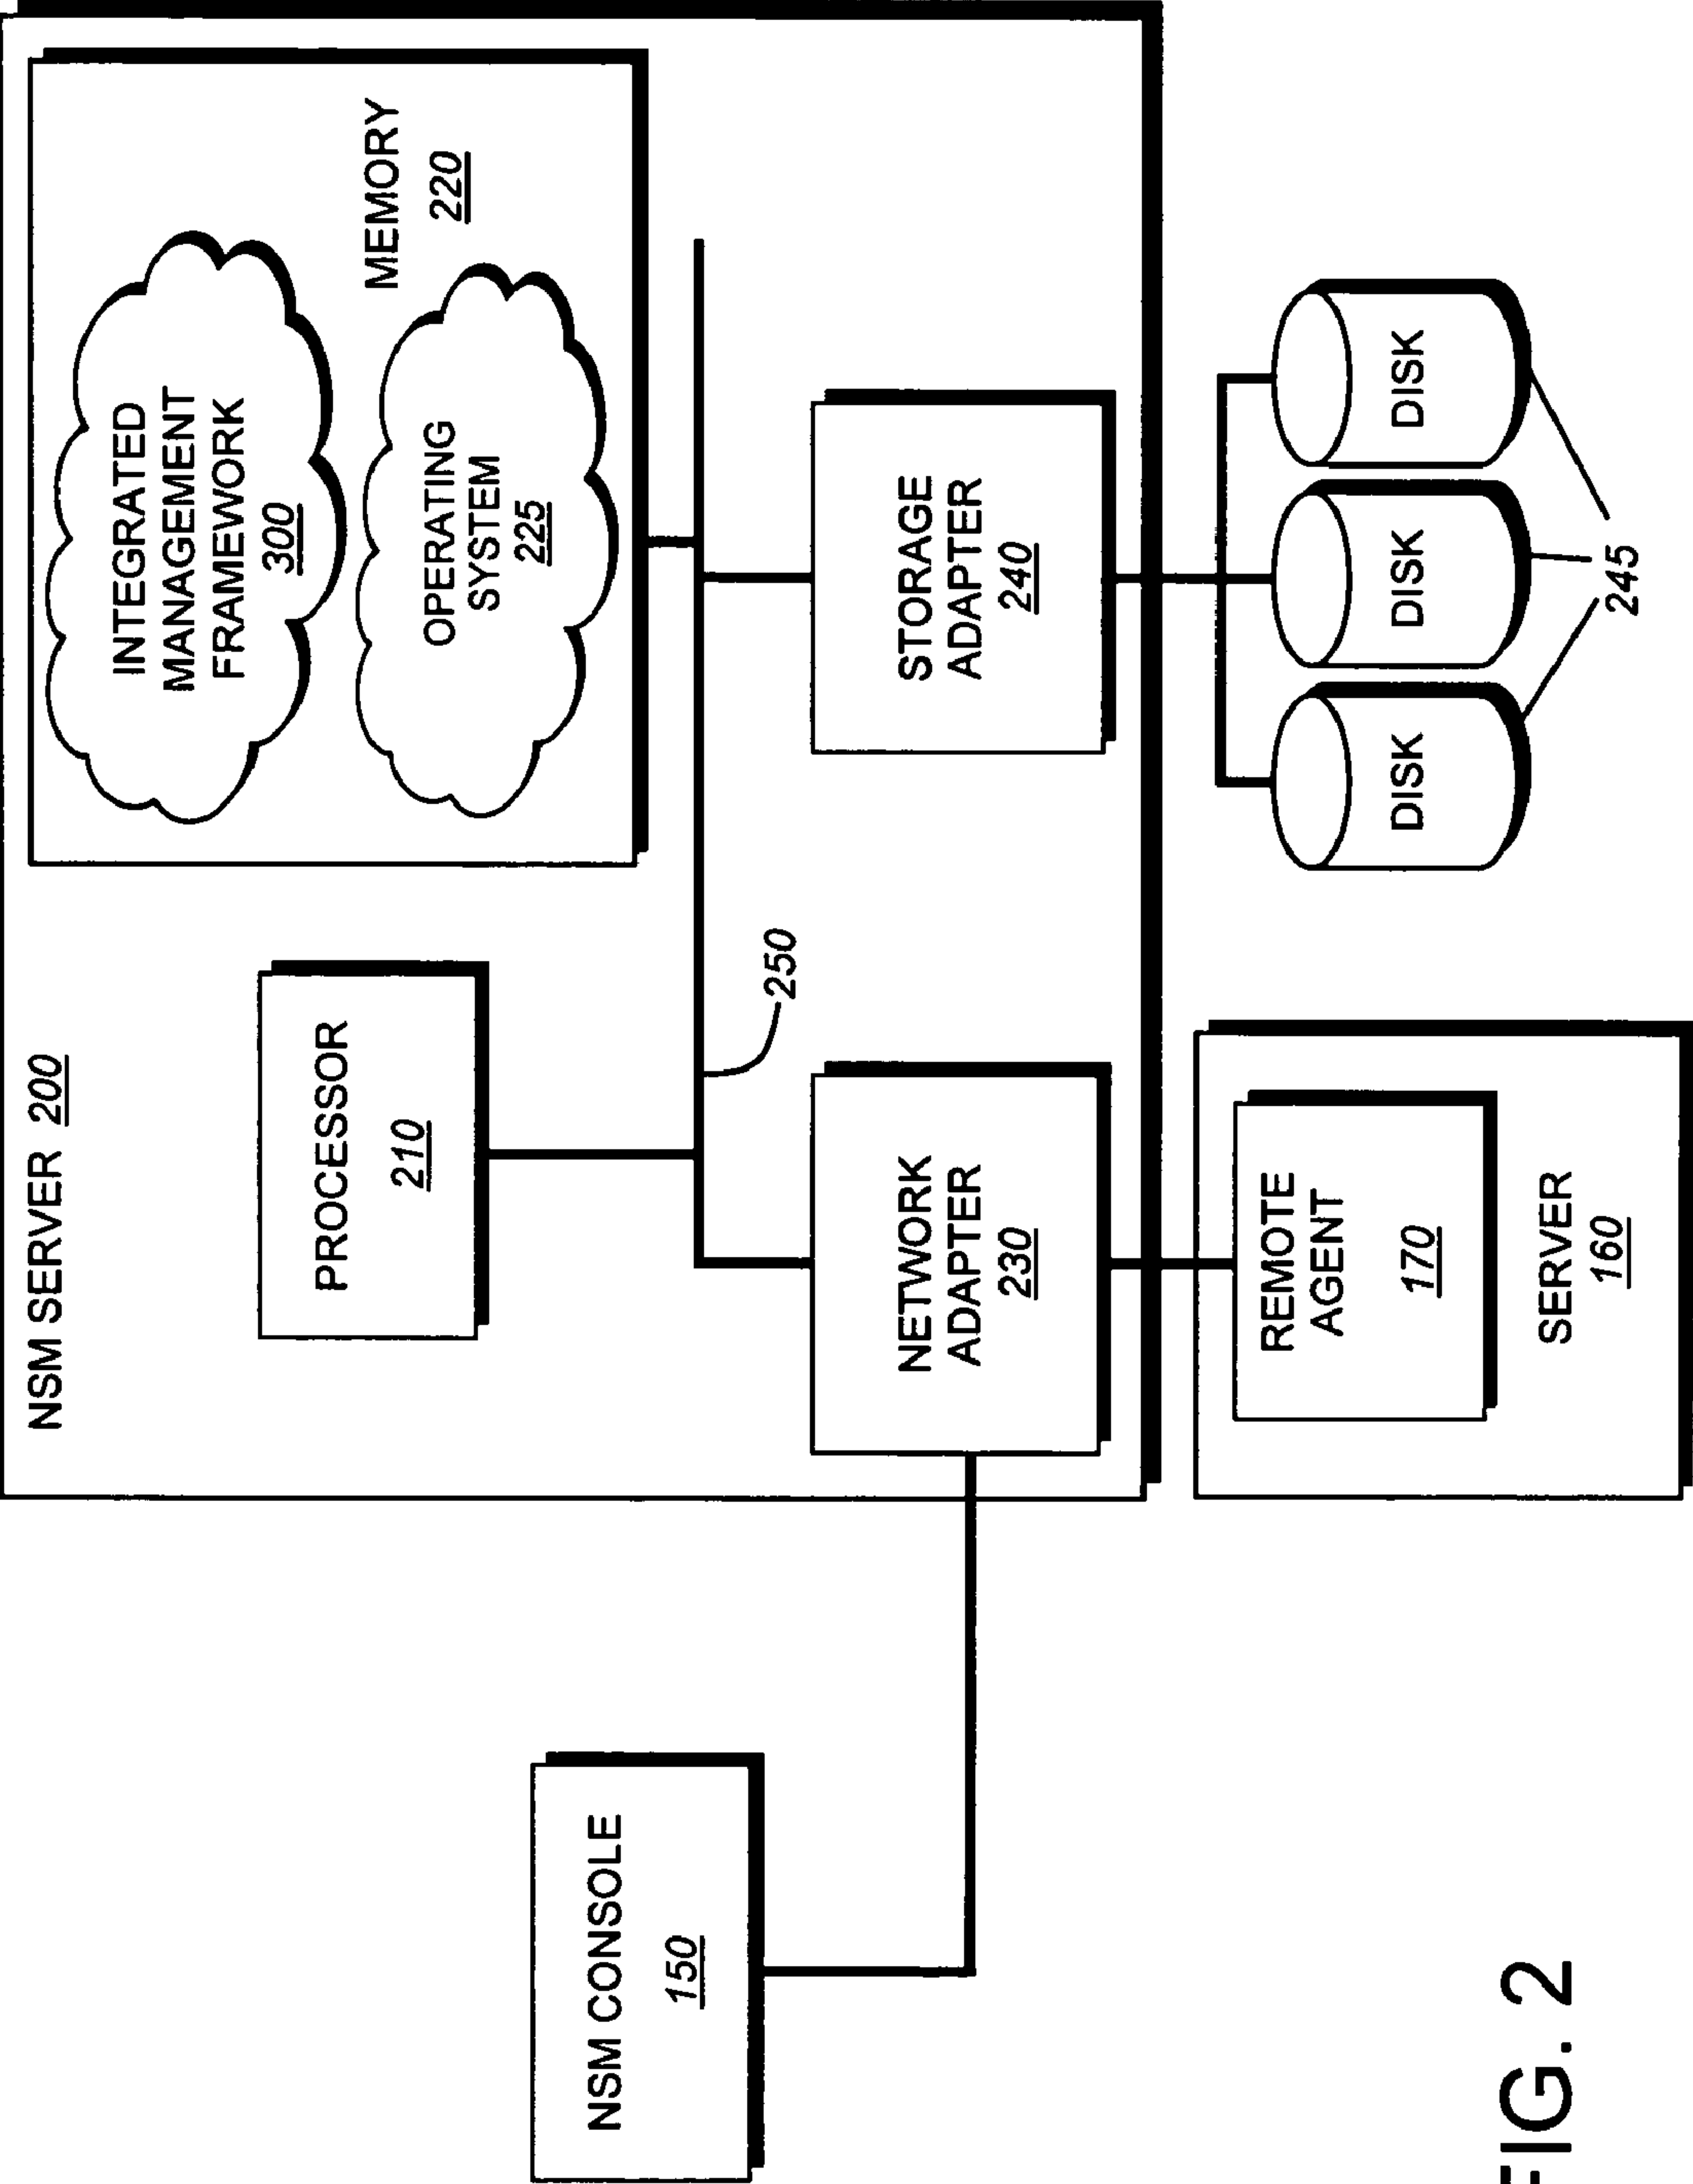 NSM SERVER 200
PROCESSOR
210
INTEGRATED
MANAGEMENT
FRAMEWORK
300
MEMORY
220
OPERATING
SYSTEM
225
NSM CONSOLE
150
250
NETWORK
ADAPTER
230
STORAGE
ADAPTER
240
REMOTE
AGENT
170
SERVER
160
DISK
DISK
DISK
245
FIG. 2